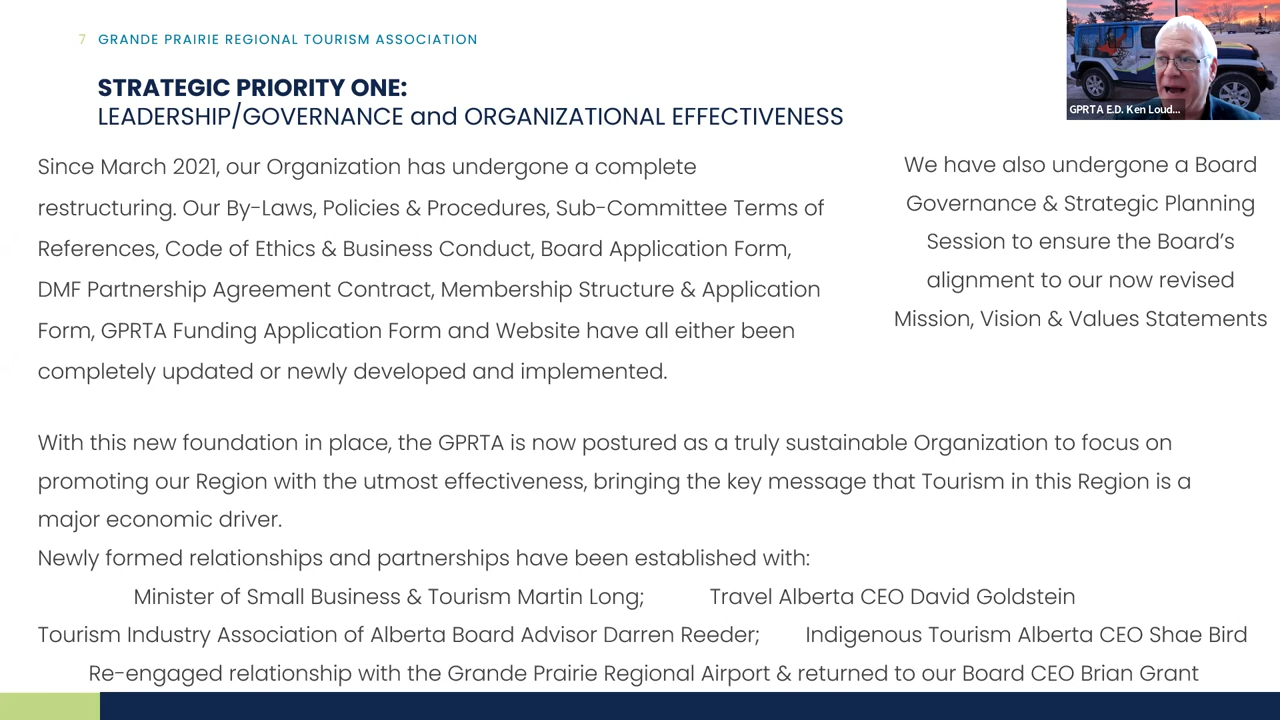 7 GRANDE PRAIRIE REGIONAL TOURISM ASSOCIATION
STRATEGIC PRIORITY ONE:
LEADERSHIP/GOVERNANCE and ORGANIZATIONAL EFFECTIVENESS
GPRTA E.D. Ken Loud...
Since March 2021, our Organization has undergone a complete
restructuring. Our By-Laws, Policies & Procedures, Sub-Committee Terms of
References, Code of Ethics & Business Conduct, Board Application Form,
DMF Partnership Agreement Contract, Membership Structure & Application
Form, GPRTA Funding Application Form and Website have all either been
completely updated or newly developed and implemented.
We have also undergone a Board
Governance & Strategic Planning
Session to ensure the Board's
alignment to our now revised
Mission, Vision & Values Statements
With this new foundation in place, the GPRTA is now postured as a truly sustainable Organization to focus on
promoting our Region with the utmost effectiveness, bringing the key message that Tourism in this Region is a
major economic driver.
Newly formed relationships and partnerships have been established with:
Minister of Small Business & Tourism Martin Long; Travel Alberta CEO David Goldstein
Tourism Industry Association of Alberta Board Advisor Darren Reeder; Indigenous Tourism Alberta CEO Shae Bird
Re-engaged relationship with the Grande Prairie Regional Airport & returned to our Board CEO Brian Grant